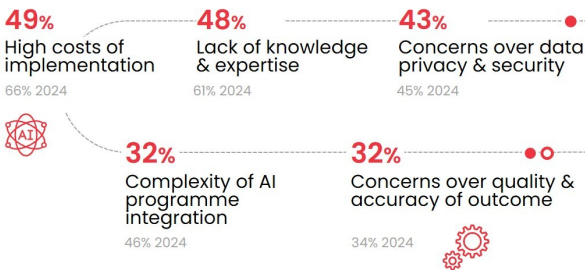 49%
High costs of
implementation
66% 2024
48%
Lack of knowledge
& expertise
61% 2024
43%
Concerns over data
privacy & security
45% 2024
AI
32%
Complexity of AI
programme
integration
46% 2024
32%
Concerns over quality &
accuracy of outcome
34% 2024